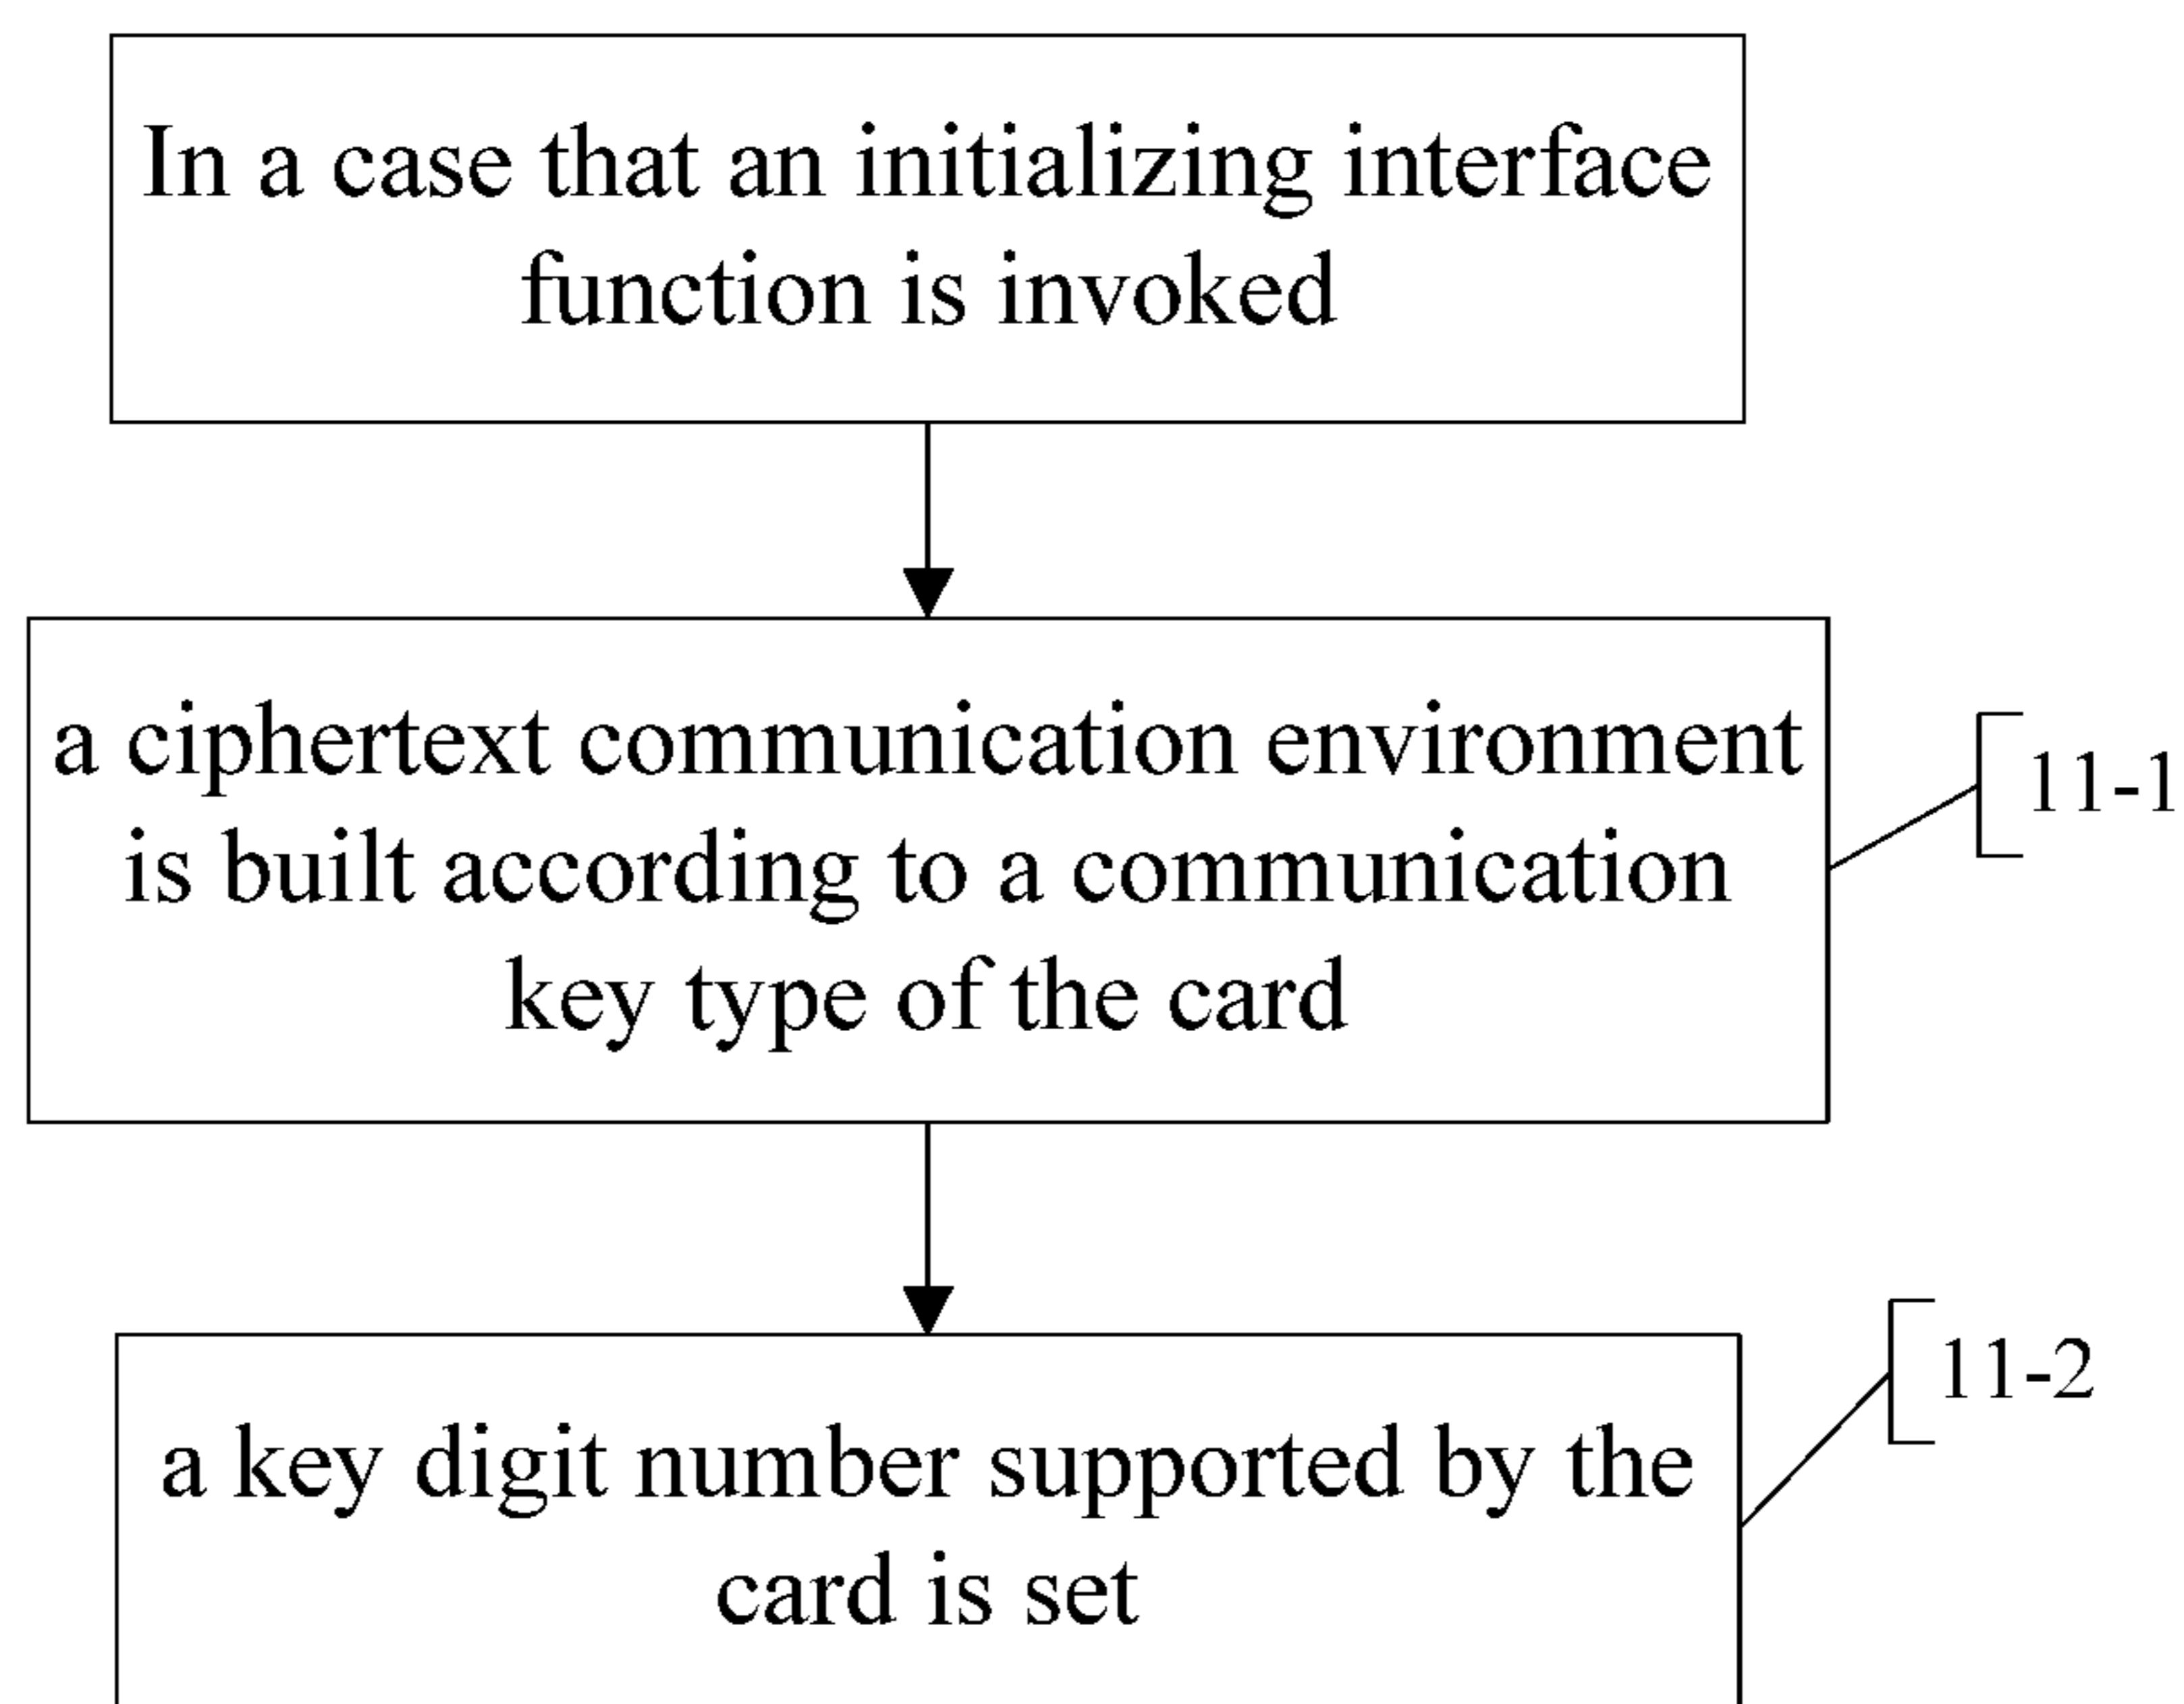 In a case that an initializing interface
function is invoked
a ciphertext communication environment
is built according to a communication
key type of the card
11-1
a key digit number supported by the
card is set
11-2